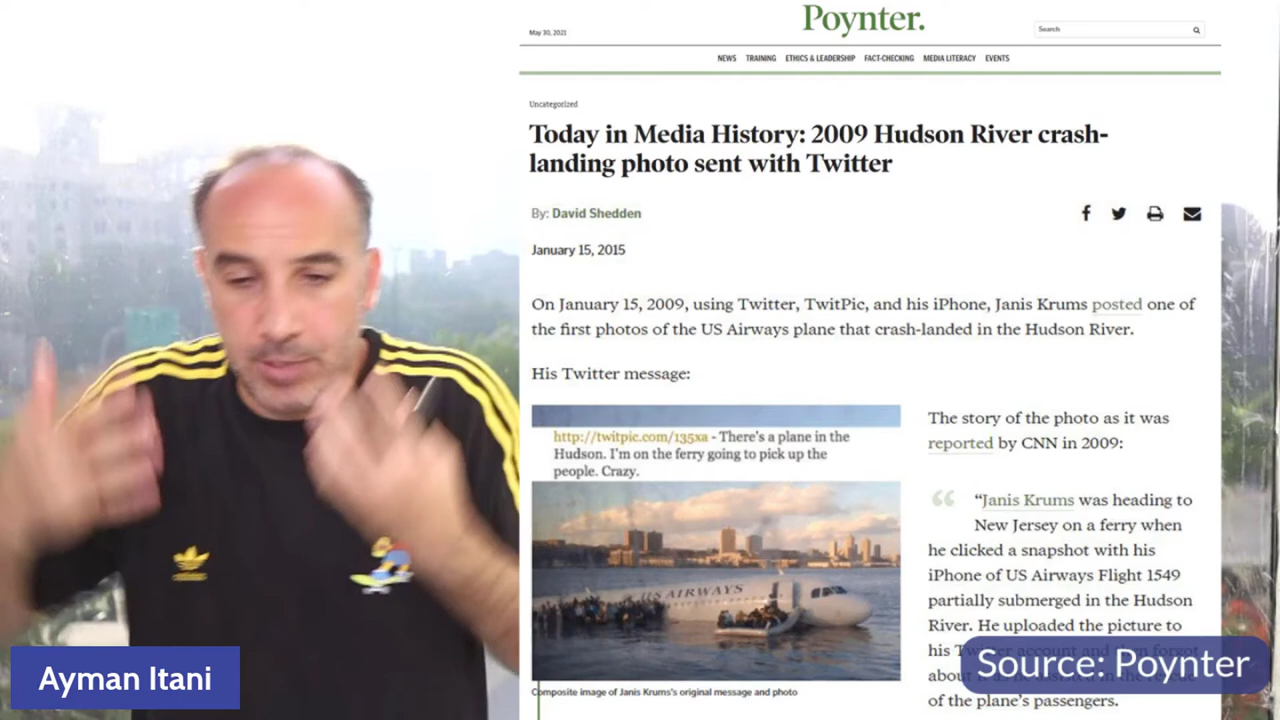 Poynter.
May 30, 2021
Search
NEWS TRAINING ETHICS & LEADERSHIP FACT-CHECKING MEDIA LITERACY EVENTS
Uncategorized
Today in Media History: 2009 Hudson River crash-
landing photo sent with Twitter
By: David Shedden
January 15, 2015
On January 15, 2009, using Twitter, TwitPic, and his iPhone, Janis Krums posted one of
the first photos of the US Airways plane that crash-landed in the Hudson River.
His Twitter message:
http://twitpic.com/135xa - There's a plane in the
Hudson. I'm on the ferry going to pick up the
people. Crazy.
US AIRWAYS
Composite image of Janis Krums's original message and photo
The story of the photo as it was
reported by CNN in 2009:
“Janis Krums was heading to
New Jersey on a ferry when
he clicked a snapshot with his
iPhone of US Airways Flight 1549
partially submerged in the Hudson
River. He uploaded the picture to
his
about
of the plane's passengers.
Source: Poynter
adidas
Ayman Itani